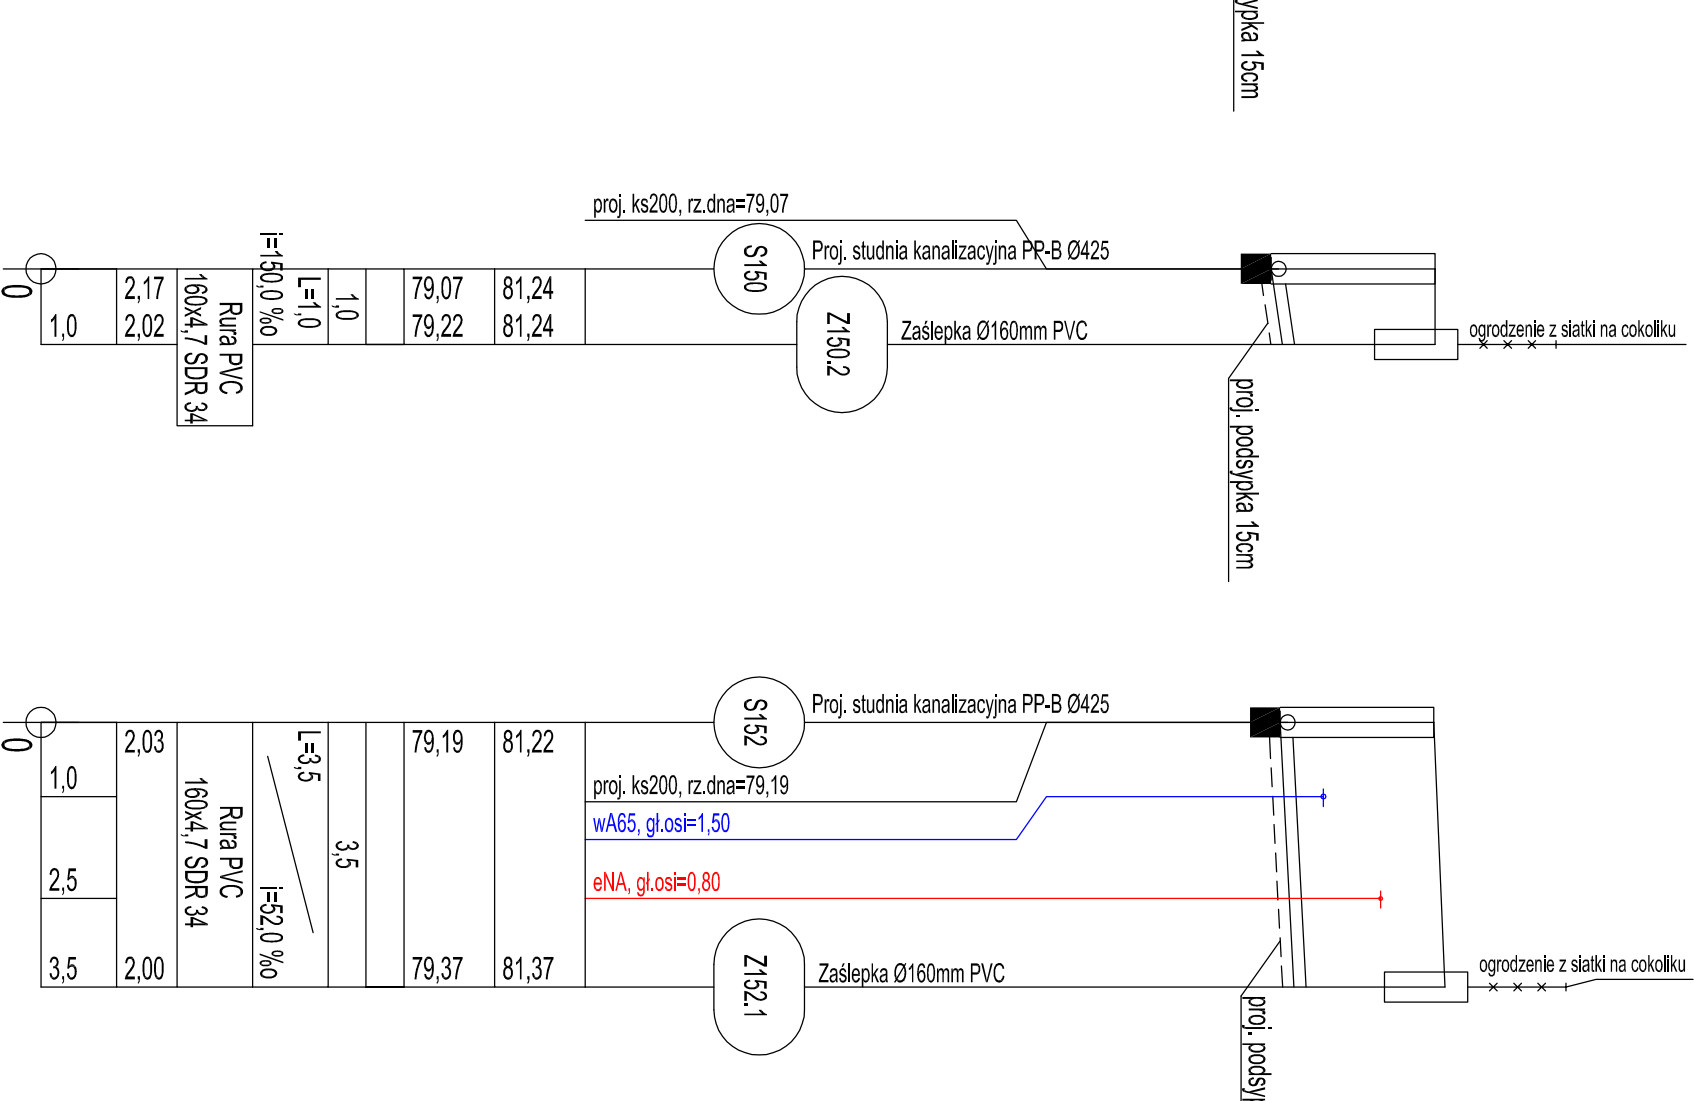 ypka 15cm
proj. ks200, rz.dna=79,07
S150
Proj. studnia kanalizacyjna PP-B Ø425
Z150.2
Zaślepka Ø160mm PVC
ogrodzenie z siatki na cokoliku
proj. podsypka 15cm
0
1,0
2,17
2,02
Rura PVC
160x4,7 SDR 34
i=150,0 %o
L=1,0
1,0
79,07
79,22
81,24
81,24
S152
Proj. studnia kanalizacyjna PP-B Ø425
proj. ks200, rz.dna=79,19
wA65, gł.osi=1,50
eNA, gł.osi=0,80
Z152.1
Zaślepka Ø160mm PVC
ogrodzenie z siatki na cokoliku
proj. podsy
0
1,0
2,5
3,5
2,03
2,00
Rura PVC
160x4,7 SDR 34
L=3,5
i=52,0 %o
3,5
79,19
79,37
81,22
81,37